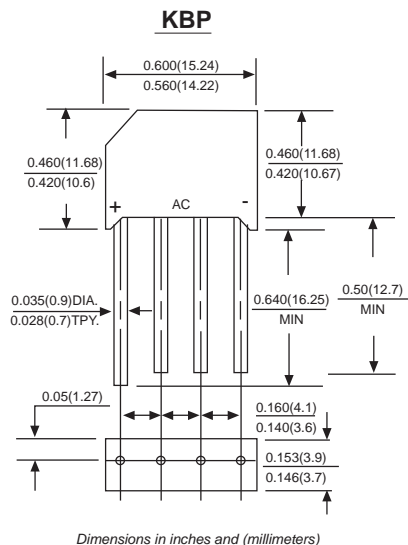 KBP
0.600(15.24)
0.560(14.22)
0.460(11.68)
0.420(10.6)
0.460(11.68)
0.420(10.67)
+ AC -
0.035(0.9)DIA.
0.028(0.7)TPY.
0.640(16.25)
MIN
0.50(12.7)
MIN
0.05(1.27)
0.160(4.1)
0.140(3.6)
0.153(3.9)
0.146(3.7)
Dimensions in inches and (millimeters)